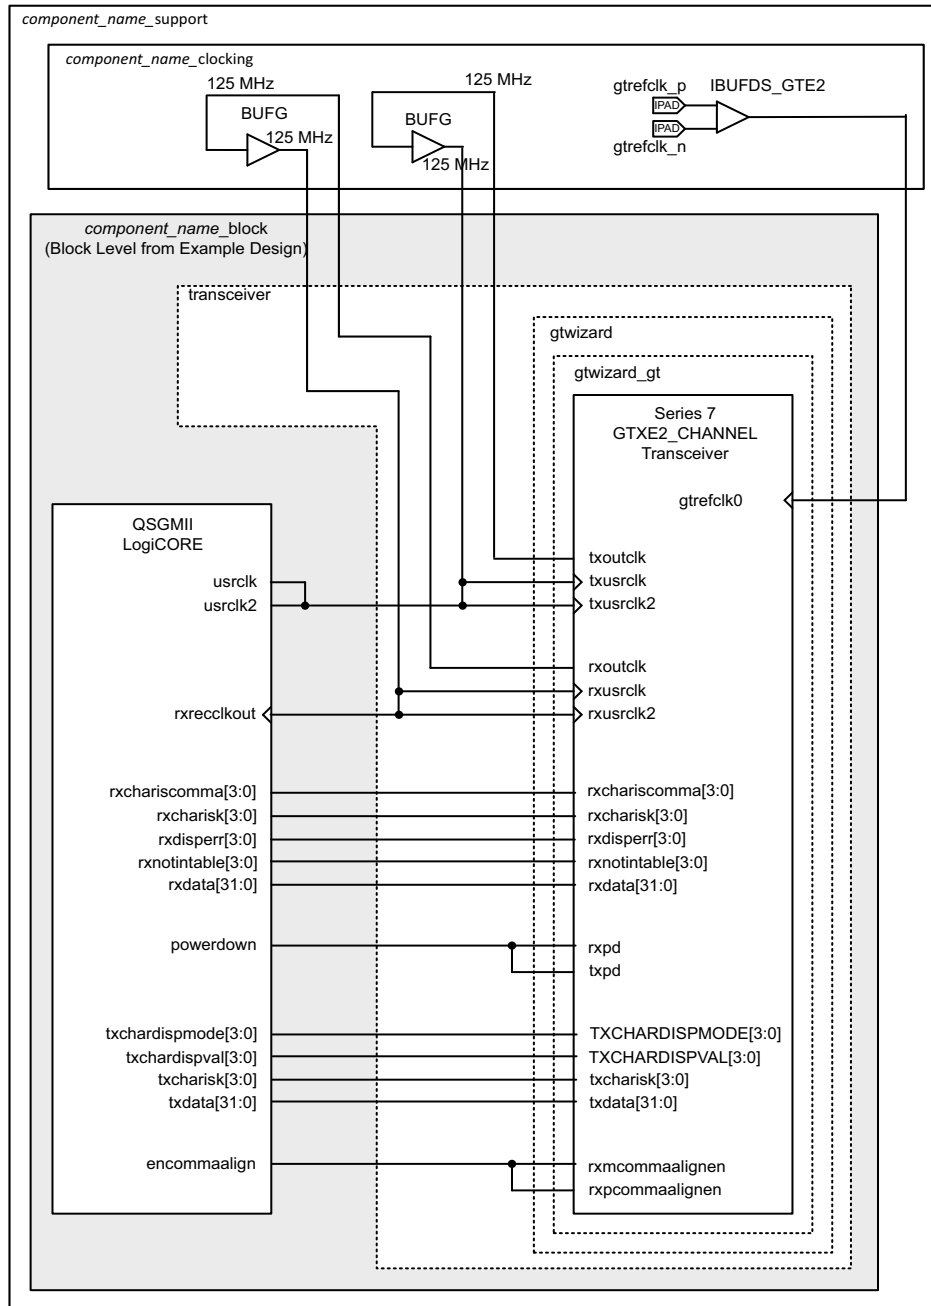 component_name_support
component_name_clocking
125 MHz
BUFG
125 MHz
125 MHz
BUFG
125 MHz
gtrefclk_p
IPAD
IPAD
gtrefclk_n
IBUFDS_GTE2
component_name_block
(Block Level from Example Design)
transceiver
gtwizard
gtwizard_gt
Series 7
GTXE2_CHANNEL
Transceiver
gtrefclk0
QSGMII
LogiCORE
usrclk
usrclk2
rxrecclkout
rxchariscomma[3:0]
rxcharisk[3:0]
rxdisperr[3:0]
rxnotintable[3:0]
rxdata[31:0]
powerdown
txchardispmode[3:0]
txchardispval[3:0]
txcharisk[3:0]
txdata[31:0]
encommaalign
txoutclk
txusrclk
txusrclk2
rxoutclk
rxusrclk
rxusrclk2
rxchariscomma[3:0]
rxcharisk[3:0]
rxdisperr[3:0]
rxnotintable[3:0]
rxdata[31:0]
rxpd
txpd
TXCHARDISPMODE[3:0]
TXCHARDISPVAL[3:0]
txcharisk[3:0]
txdata[31:0]
rxmcommaalignen
rxpcommaalignen